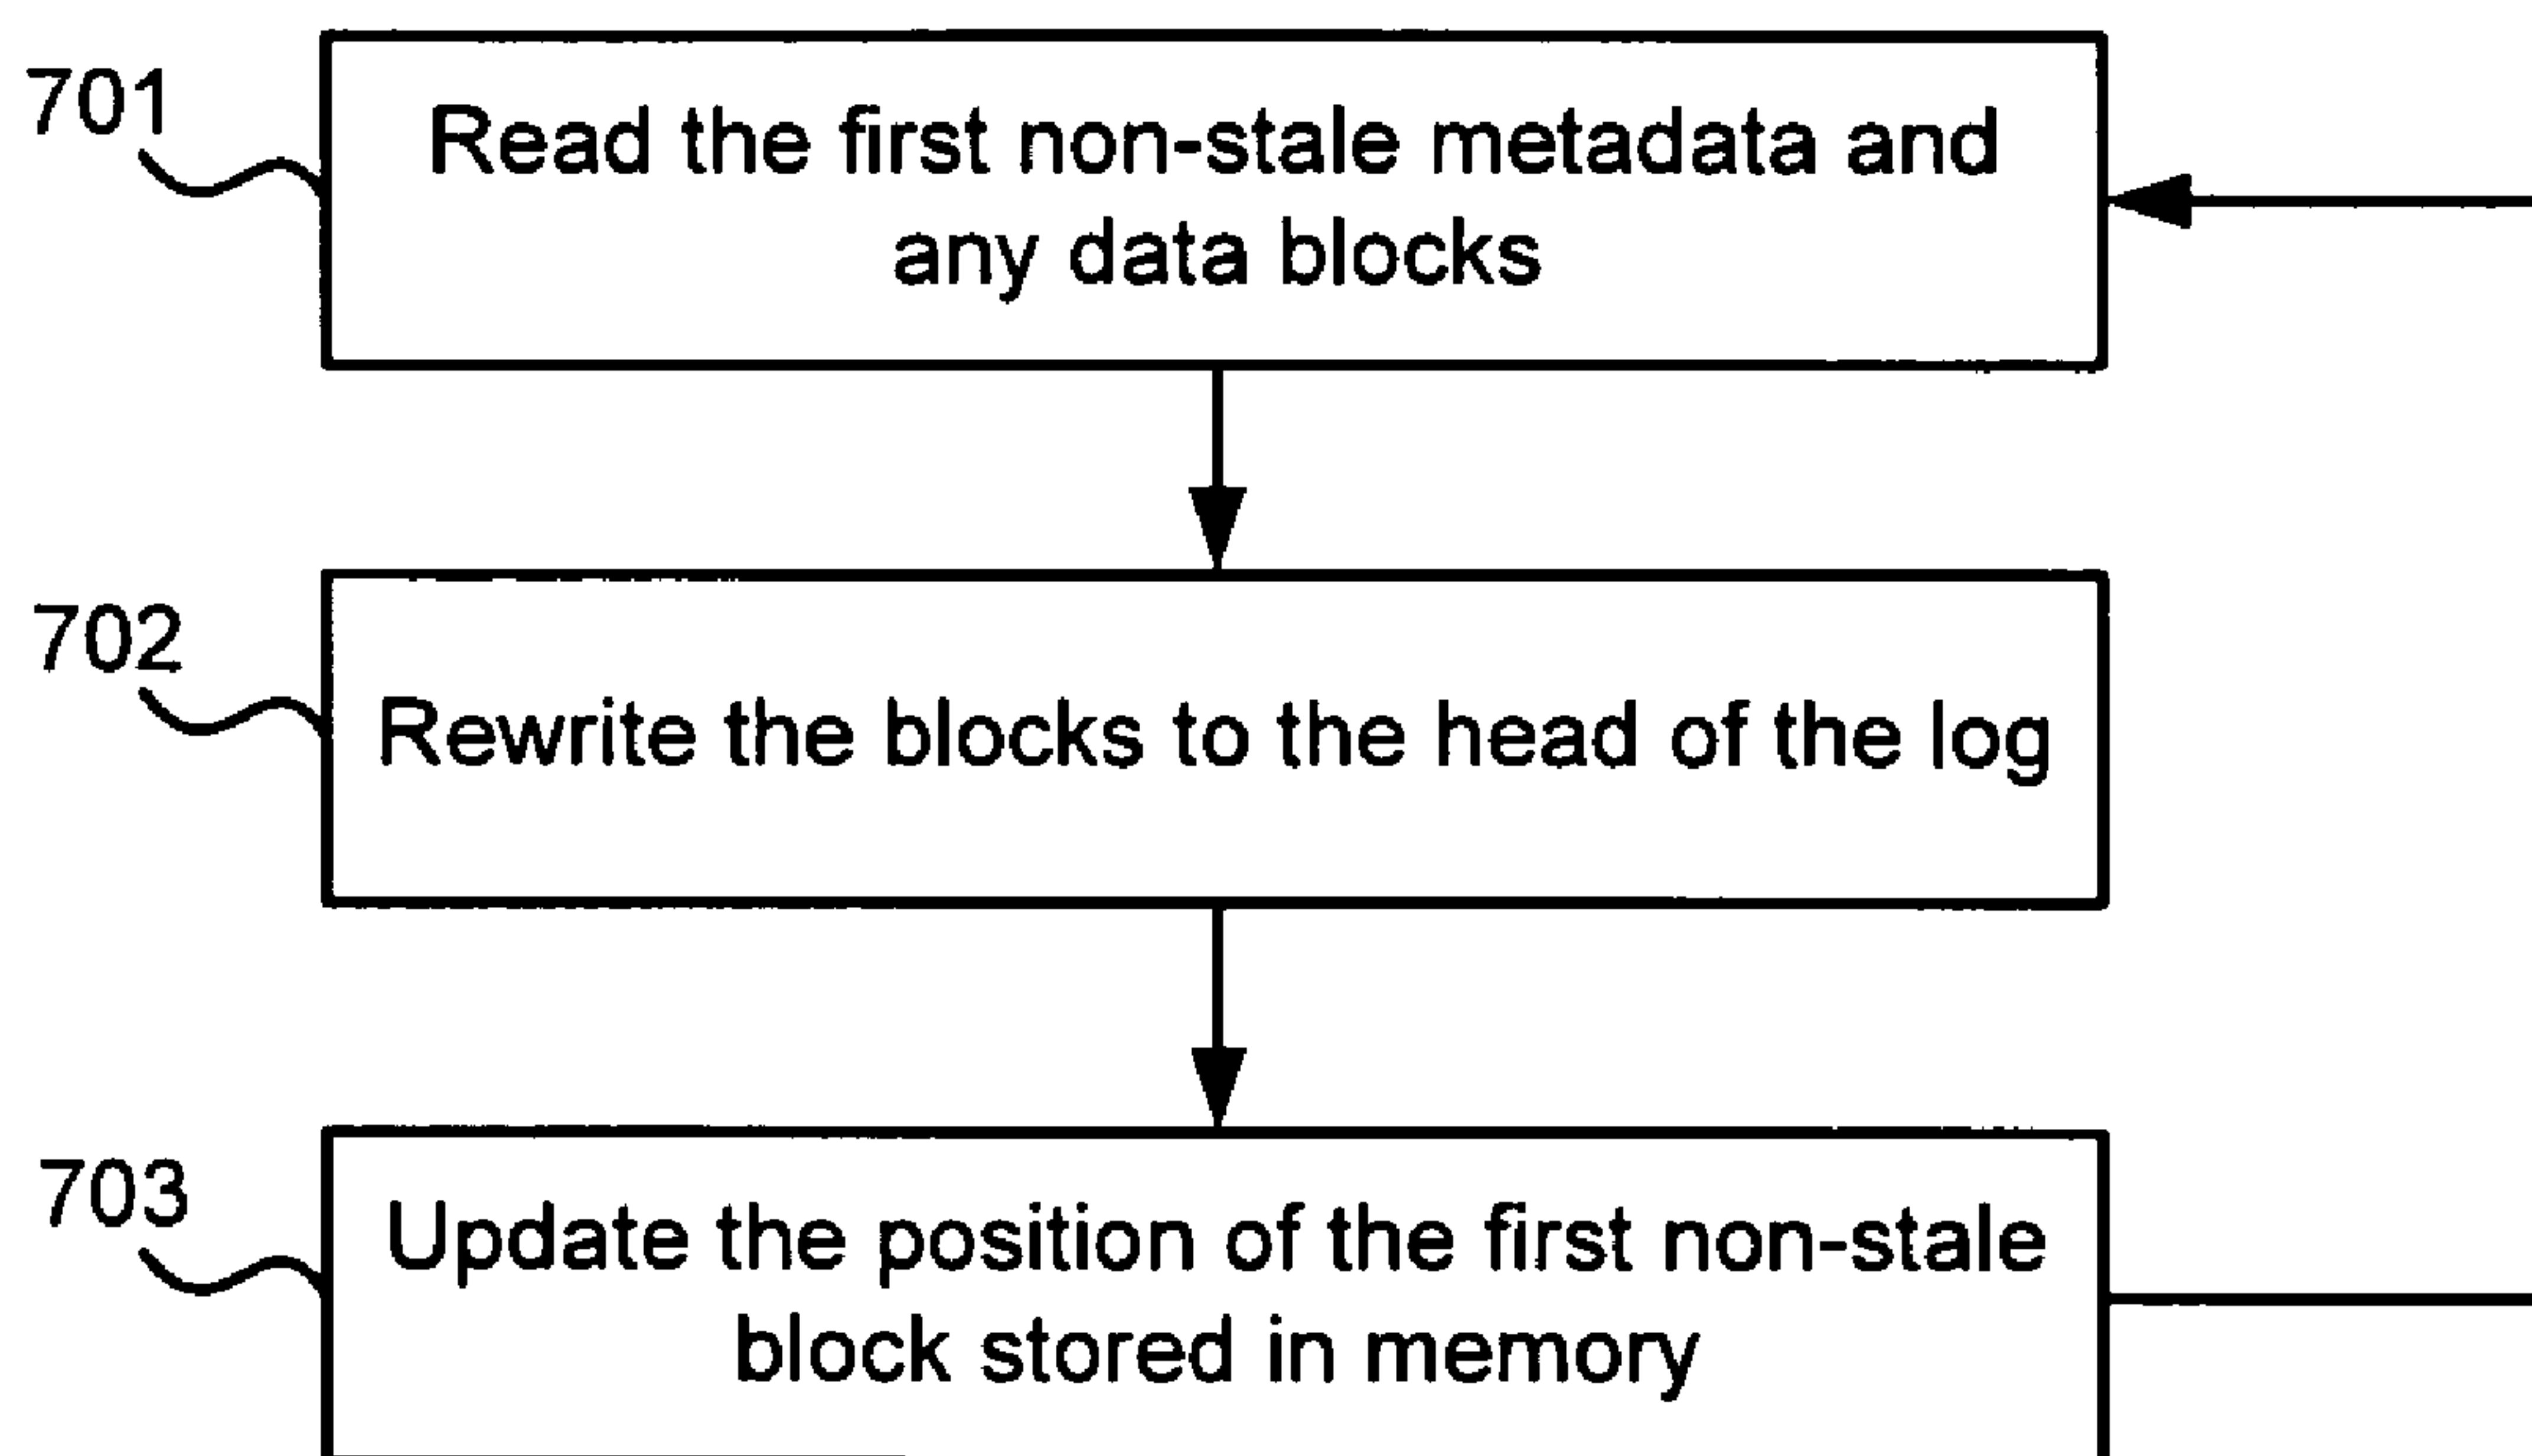 701
Read the first non-stale metadata and
any data blocks
702
Rewrite the blocks to the head of the log
703
Update the position of the first non-stale
block stored in memory